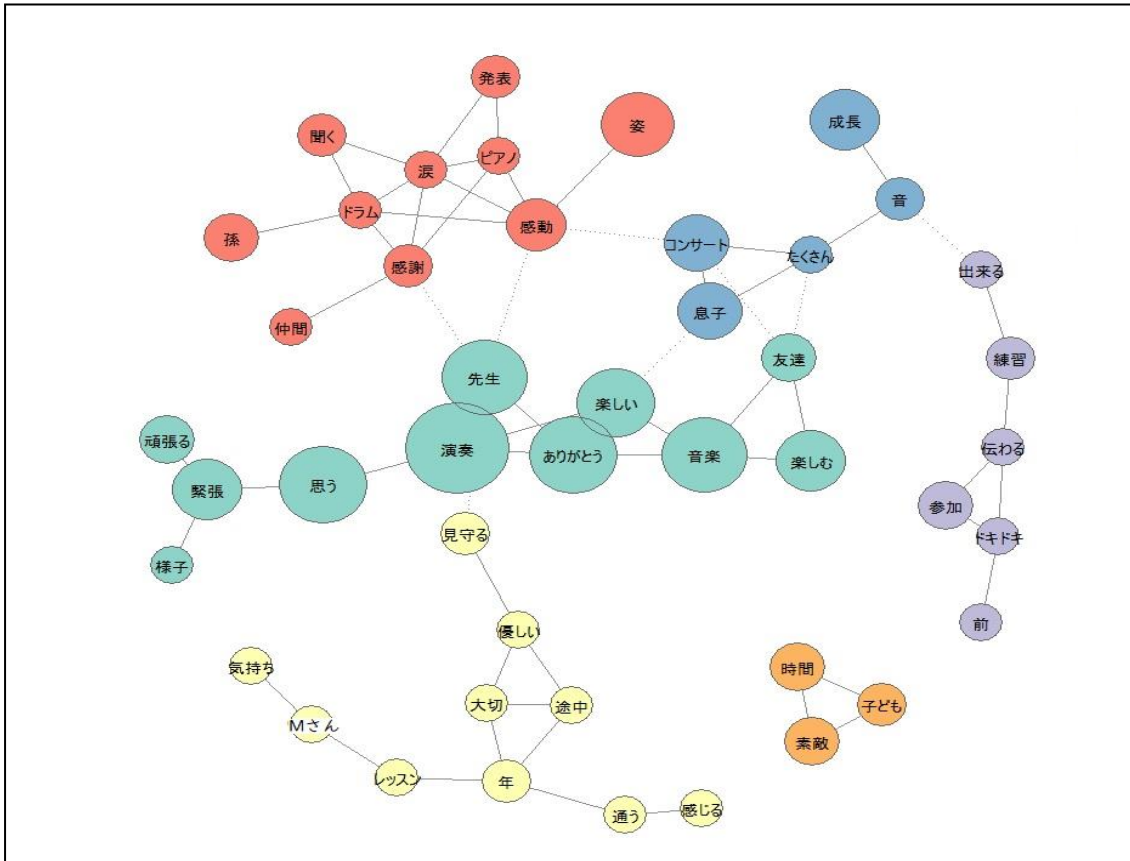 発表
姿
成長
聞く
涙
ピアノ
音
ドラム
感動
孫
コンサート
たくさん
感謝
出来る
息子
仲間
友達
練習
先生
楽しい
頑張る
演奏
ありがとう
音楽
楽しむ
伝わる
緊張
思う
参加
見守る
ドキドキ
様子
前
優しい
気持ち
時間
大切
途中
子ども
Mさん
素敵
レッスン
年
通う
感じる